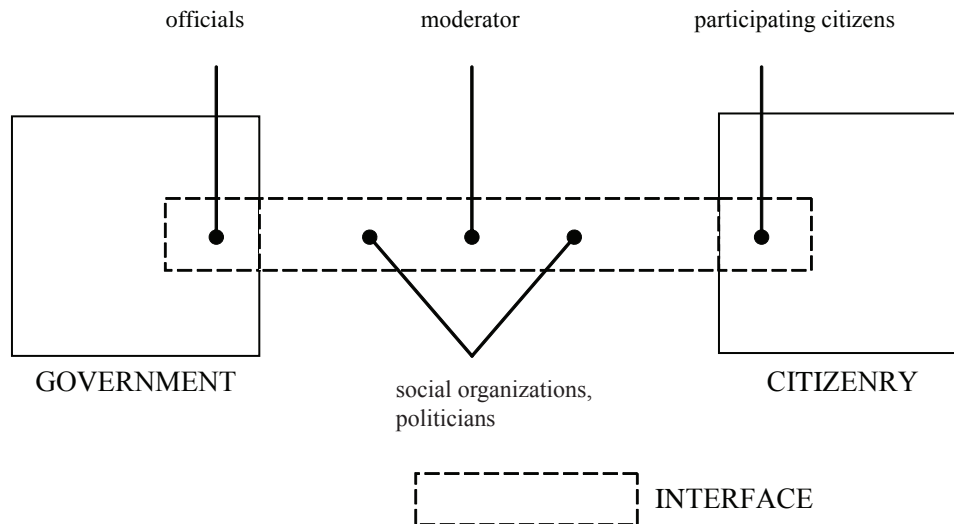 officials
moderator
participating citizens
GOVERNMENT
CITIZENRY
social organizations,
politicians
INTERFACE